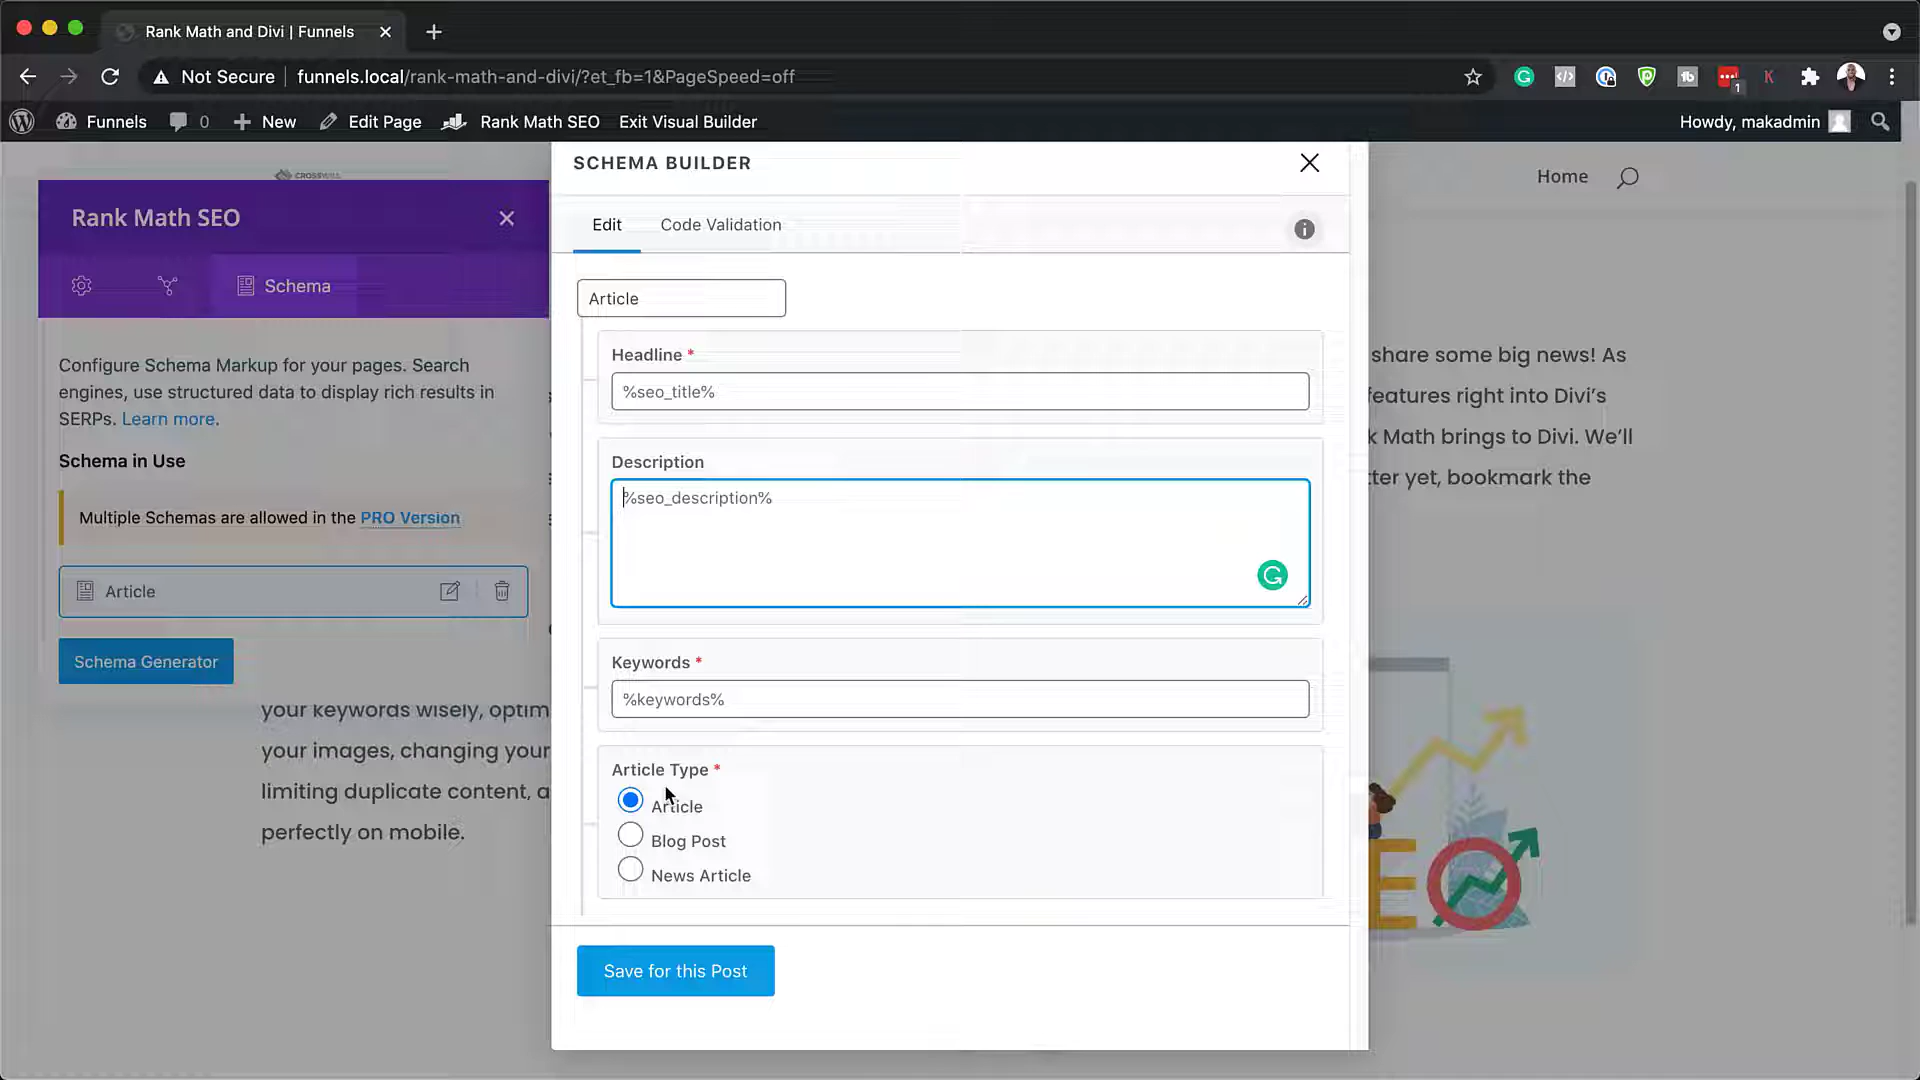 Rank Math and Divi | Funnels
Not Secure funnels.local/rank-math-and-divi/?et_fb=1&PageSpeed=off
1
Funnels 0 New Edit Page Rank Math SEO Exit Visual Builder Howdy, makadmin
Home
Rank Math SEO
Schema
Configure Schema Markup for your pages. Search
engines, use structured data to display rich results in
SERPs. Learn more.
Schema in Use
Multiple Schemas are allowed in the PRO Version
Article
Schema Generator
your keywords wisely, optim
your images, changing your
limiting duplicate content, a
perfectly on mobile.
SCHEMA BUILDER
Edit Code Validation
Article
Headline *
%seo_title%
Description
%seo_description%
Keywords *
%keywords%
Article Type *
Article
Blog Post
News Article
Save for this Post
share some big news! As
features right into Divi's
k Math brings to Divi. We'll
tter yet, bookmark the
E